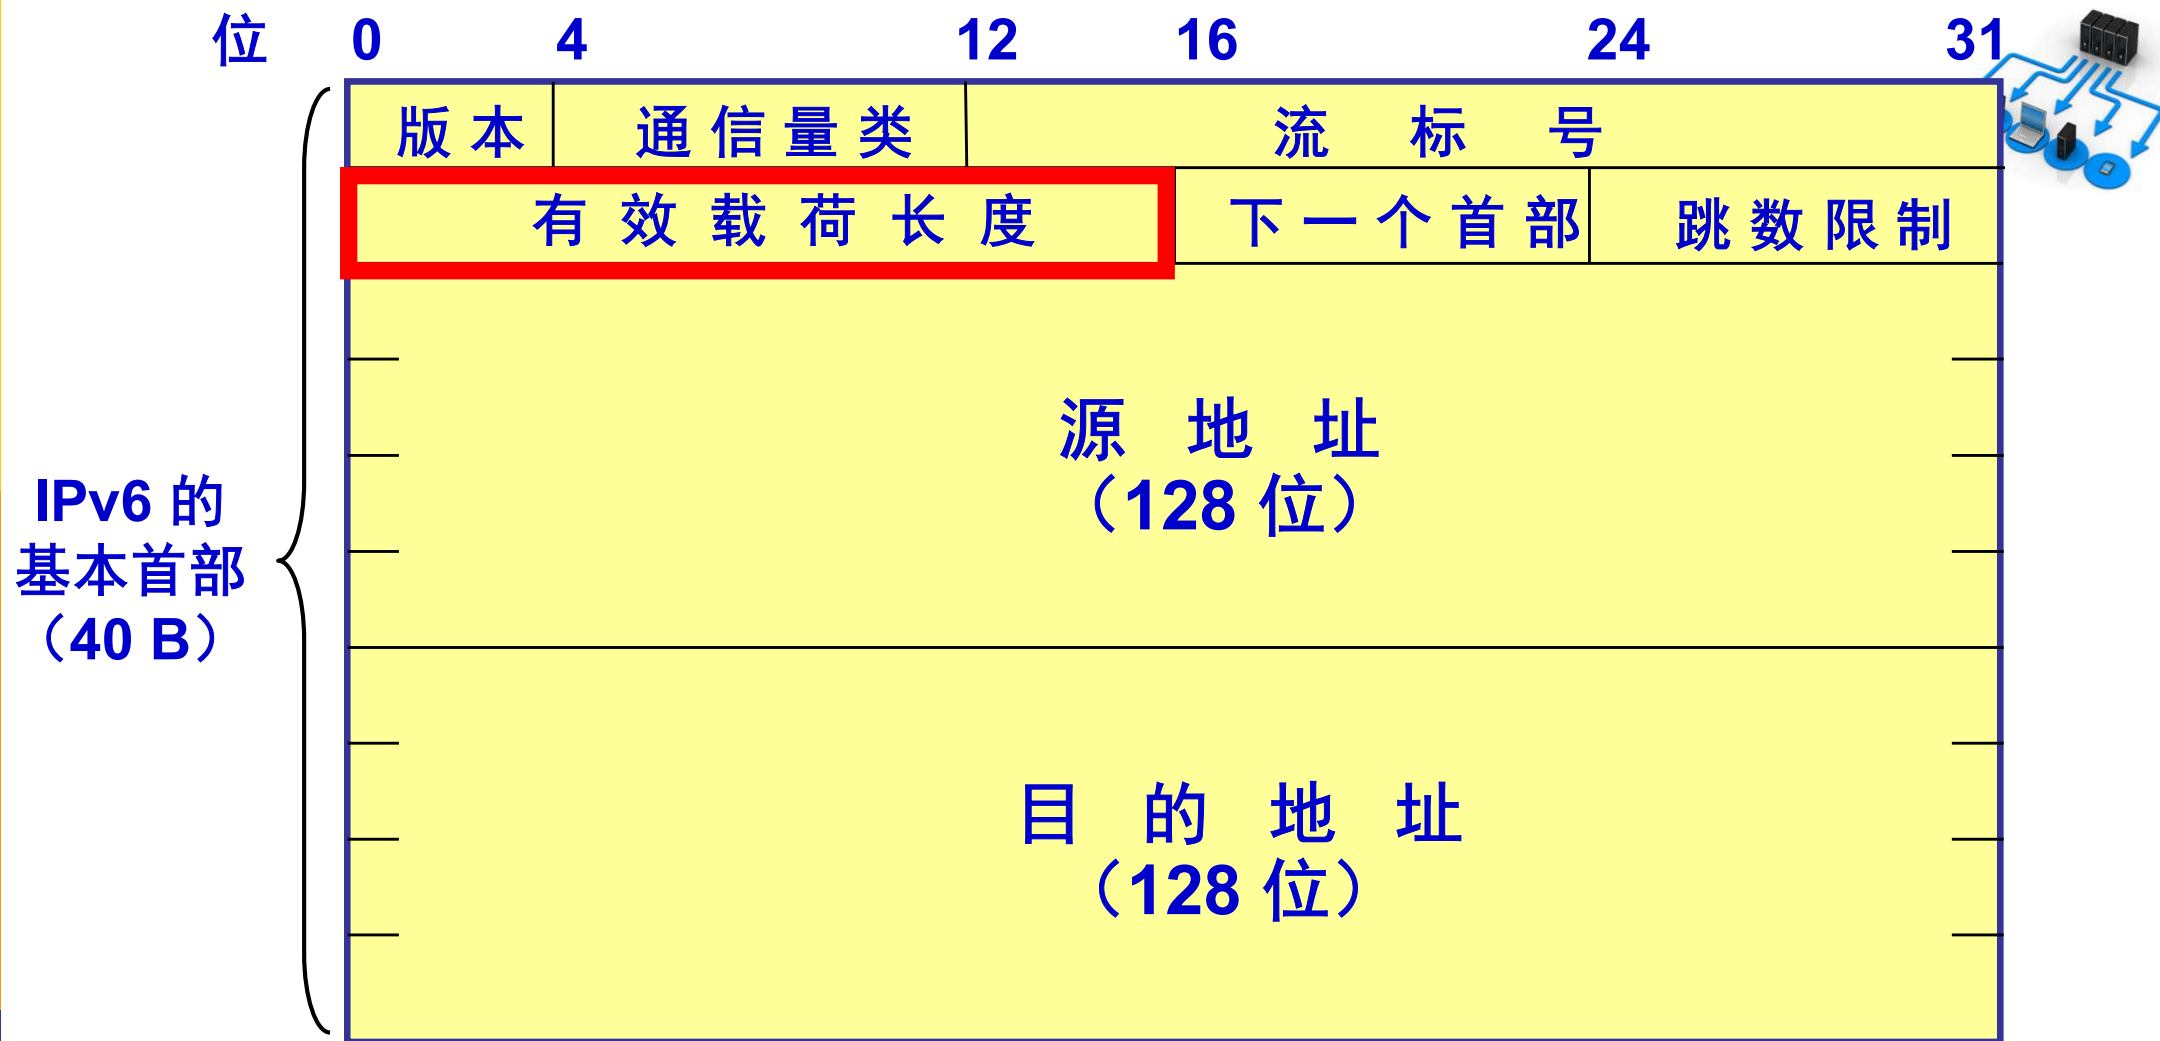 位 0 4 12 16 24 31
版本 通信量类 流标号
有效载荷长度 下一个首部 跳数限制
源地址
（128 位）
IPv6 的
基本首部
（40 B）
目的地址
（128 位）